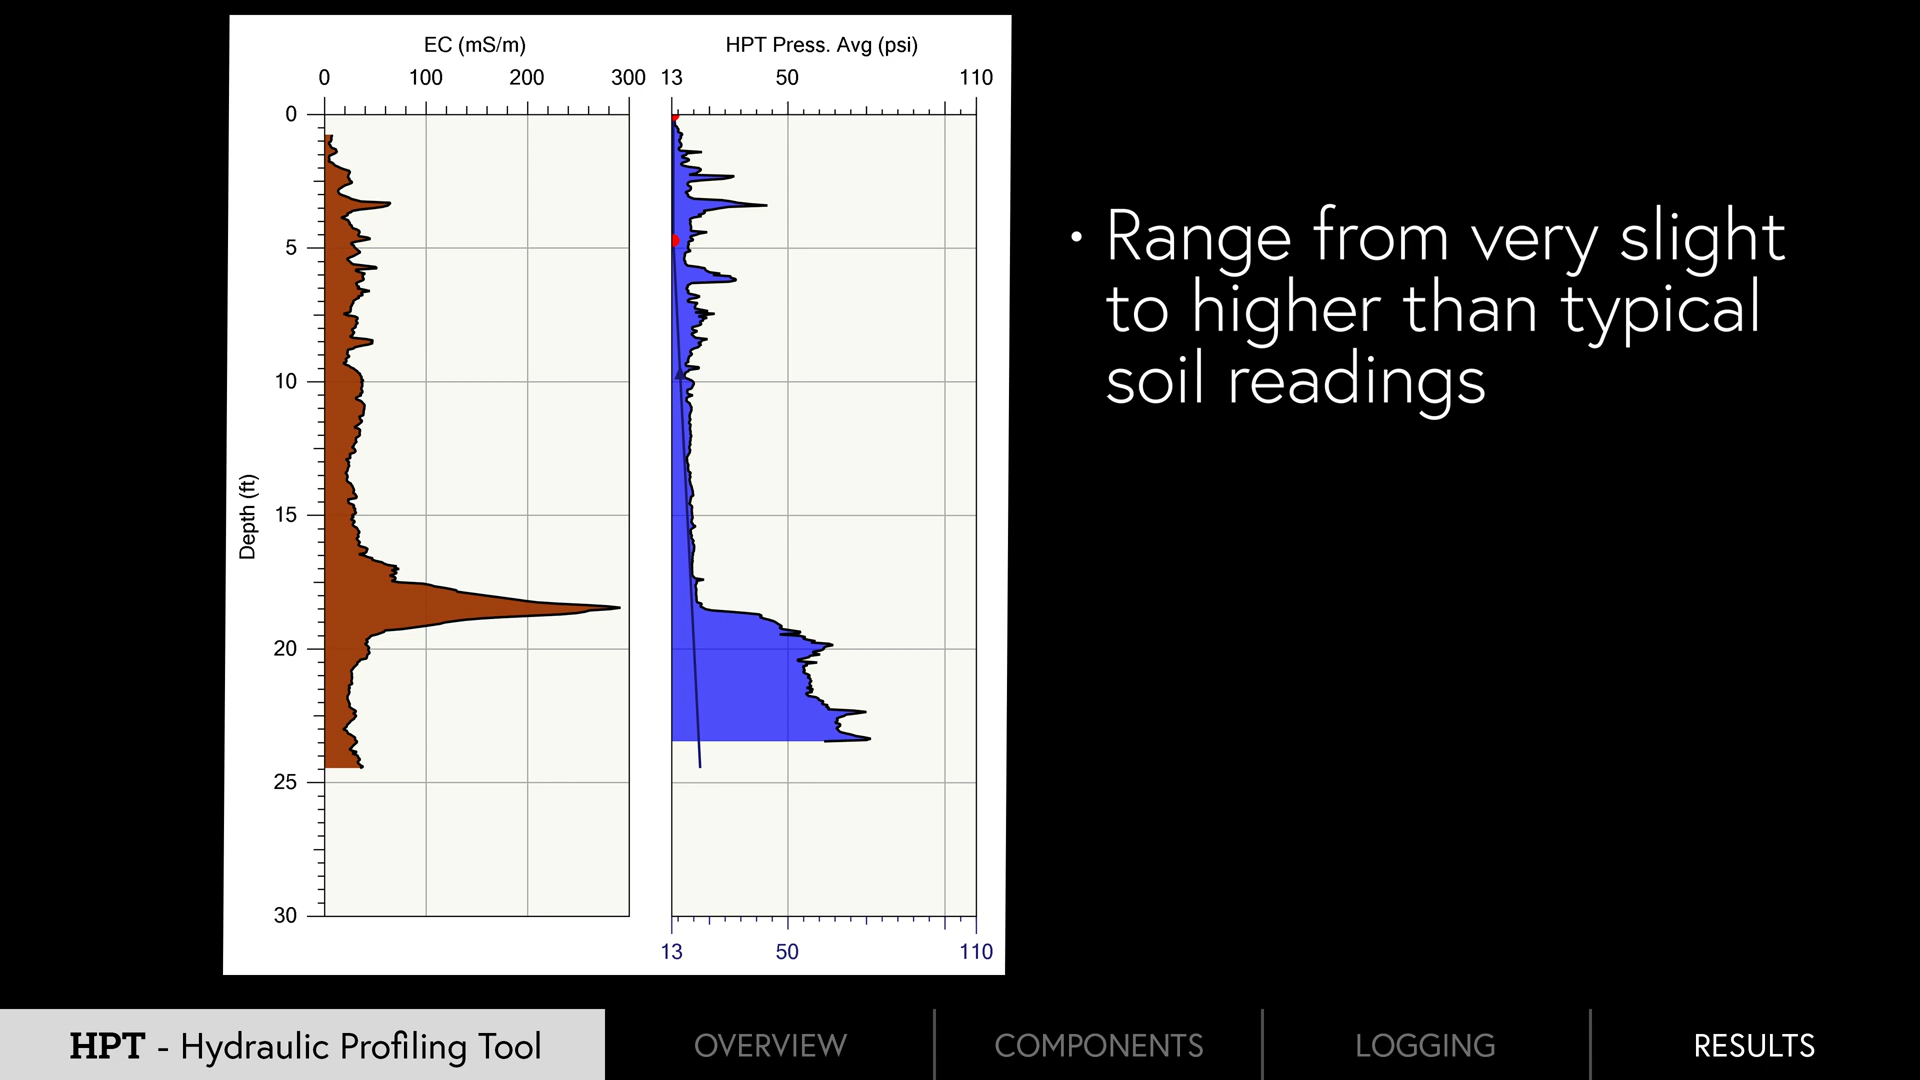 EC (mS/m)
HPT Press. Avg (psi)
0 100 200 300
13 50 110
0
5
10
15
20
25
30
Depth (ft)
13 50 110
• Range from very slight
to higher than typical
soil readings
HPT - Hydraulic Profiling Tool
OVERVIEW
COMPONENTS
LOGGING
RESULTS